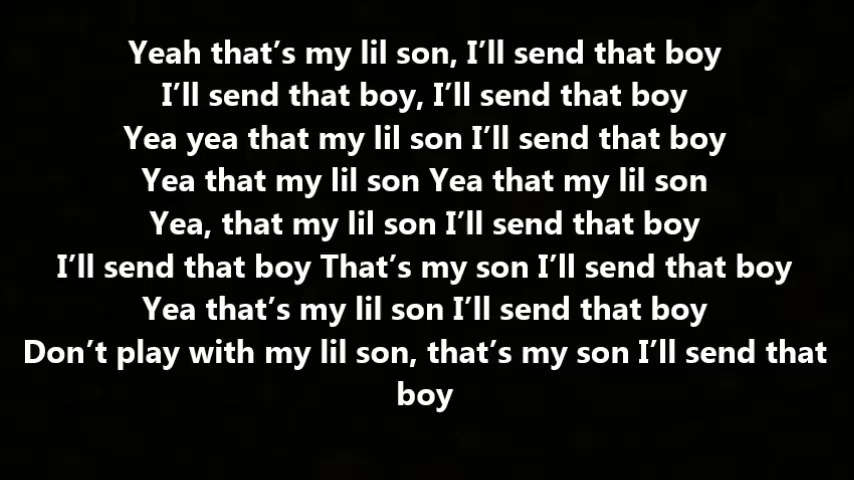 Yeah that’s my lil son, I’ll send that boy
I’ll send that boy, I’ll send that boy
Yea yea that my lil son I’ll send that boy
Yea that my lil son Yea that my lil son
Yea, that my lil son I’ll send that boy
I’ll send that boy That’s my son I’ll send that boy
Yea that’s my lil son I’ll send that boy
Don’t play with my lil son, that’s my son I’ll send that
boy